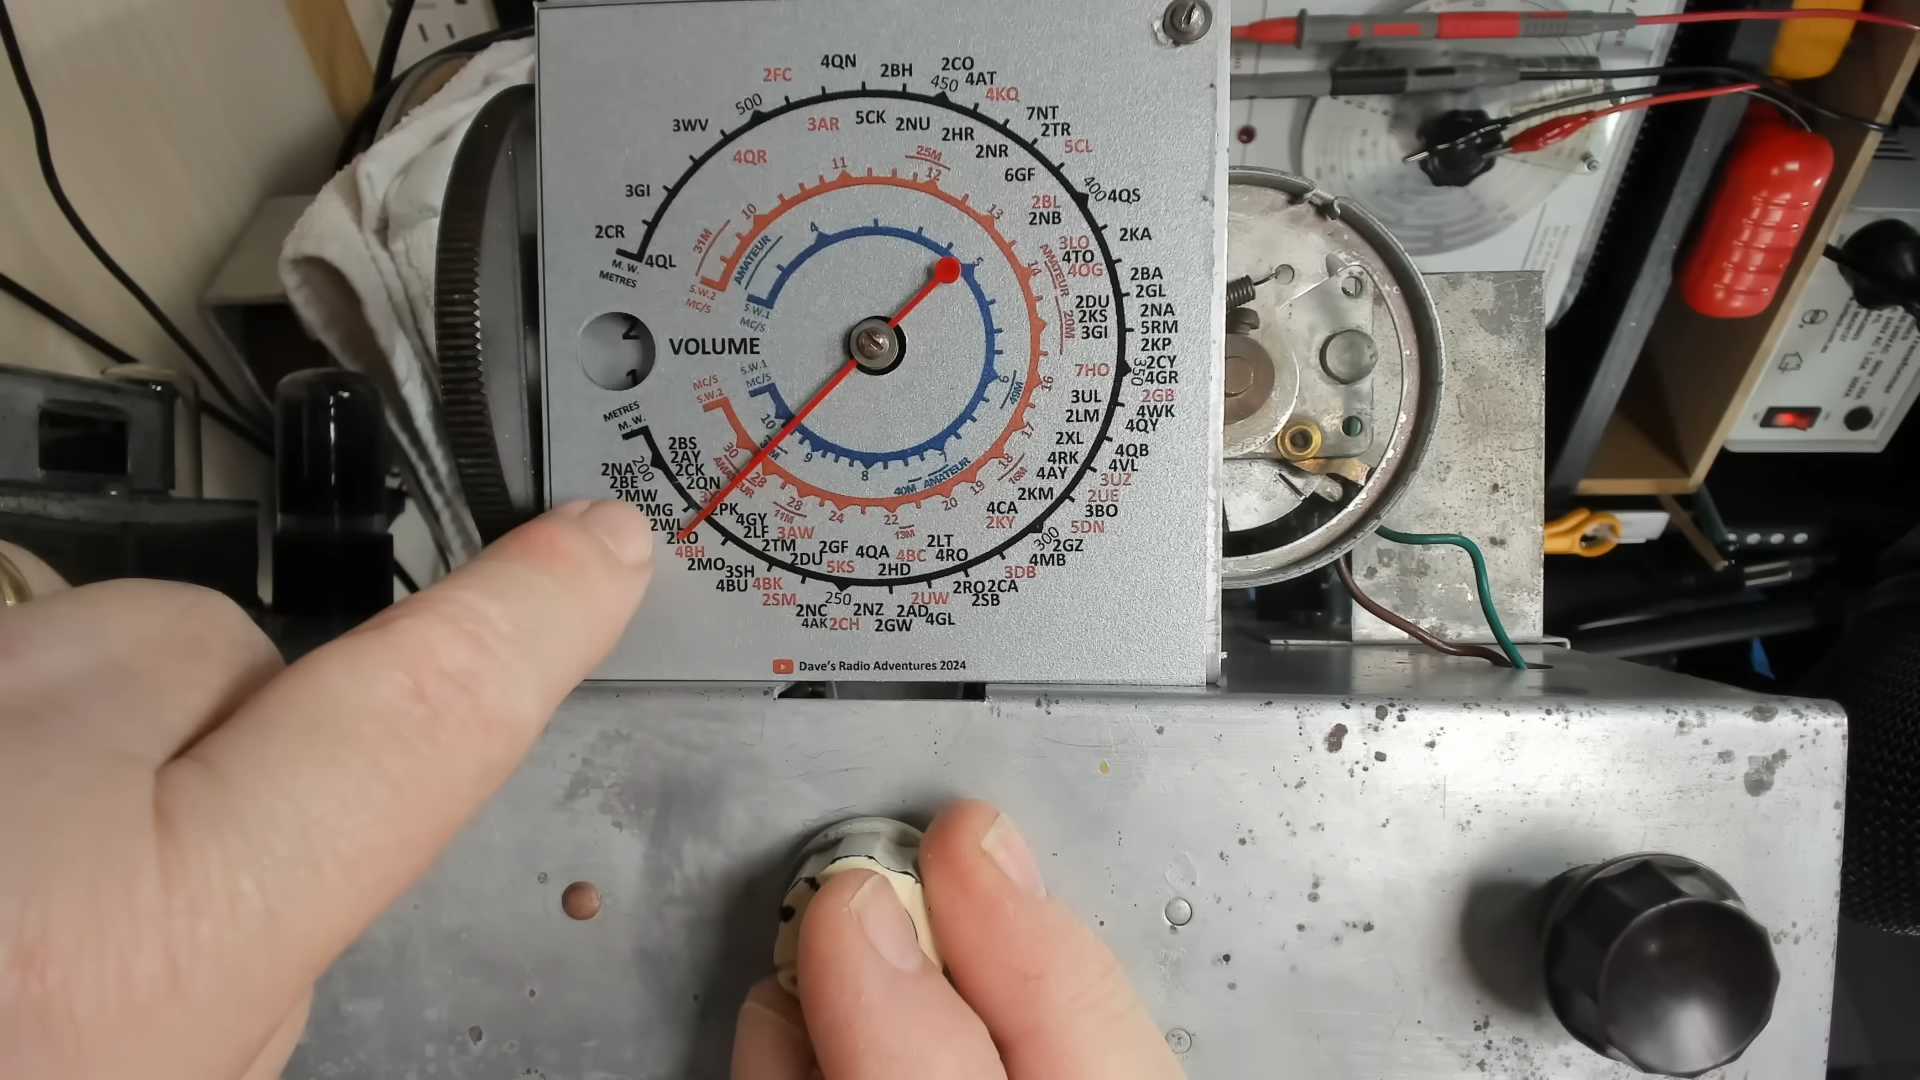 4QN
2BH
2CO
450
4AT
2FC
4KQ
500
7NT
3WV
3AR
5CK
2NU
2HR
2TR
2NR
5CL
4QR
11
25M
12
6GF
3GI
400
4QS
10
13
2BL
2NB
2CR
31M
AMATEUR
4
3LO
4TO
4OG
2KA
M. W.
METRES
4QL
5
14
AMATEUR
20M
2BA
2GL
S.W.2
MC/S
S.W.1
MC/S
2DU
2KS
3GI
2NA
5RM
2KP
2
1
VOLUME
2CY
350
4GR
7HO
S.W.1
MC/S
MC/S
S.W.2
6
49M
16
3UL
2GB
METRES
M. W.
2LM
4WK
4QY
10
17
2BS
2AY
2CK
2QN
200
2NA
2BE
2MW
2MG
2WL
2KO
4BH
30
AMATEUR
28
9
8
7
40M
AMATEUR
18
16M
2XL
4RK
4AY
4QB
4VL
3UZ
2UE
3BO
5DN
19
20
2KM
2PK
4GY
2LF
28
11M
24
22
13M
4CA
2KY
3AW
2TM
2DU
2GF
5KS
4QA
2HD
4BC
2LT
4RO
300
2GZ
4MB
3DB
2MO
3SH
4BU
4BK
2SM
2RO
2CA
2SB
2NC
250
2NZ
2UW
2AD
4GL
4AK
2CH
2GW
Dave's Radio Adventures 2024